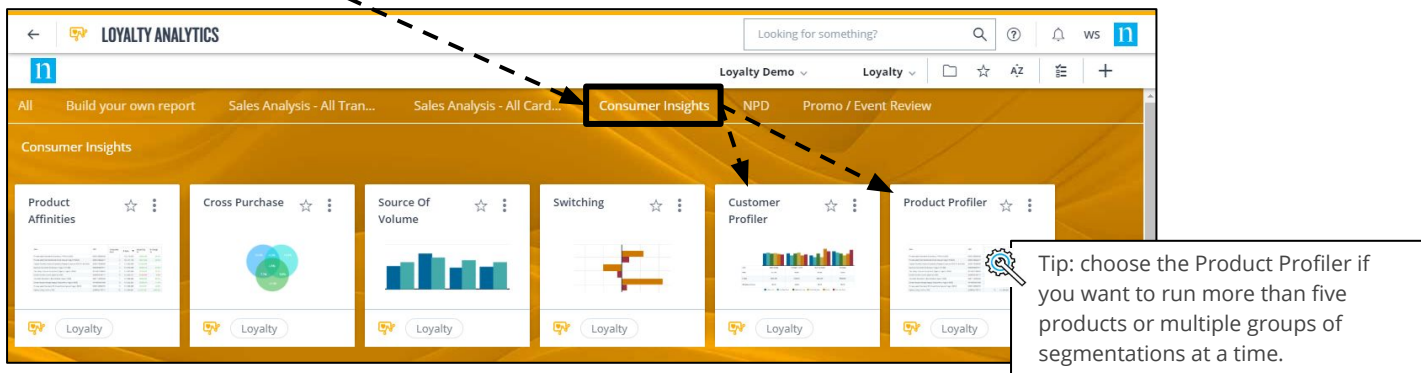 LOYALTY ANALYTICS
Looking for something?
WS
n
n
Loyalty Demo
Loyalty
AZ
All
Build your own report
Sales Analysis - All Tran...
Sales Analysis - All Card...
Consumer Insights
NPD
Promo / Event Review
Consumer Insights
Product
Affinities
Cross Purchase
Source Of
Volume
Switching
Customer
Profiler
Product Profiler
Loyalty
Loyalty
Loyalty
Loyalty
Loyalty
Loyalty
Tip: choose the Product Profiler if
you want to run more than five
products or multiple groups of
segmentations at a time.